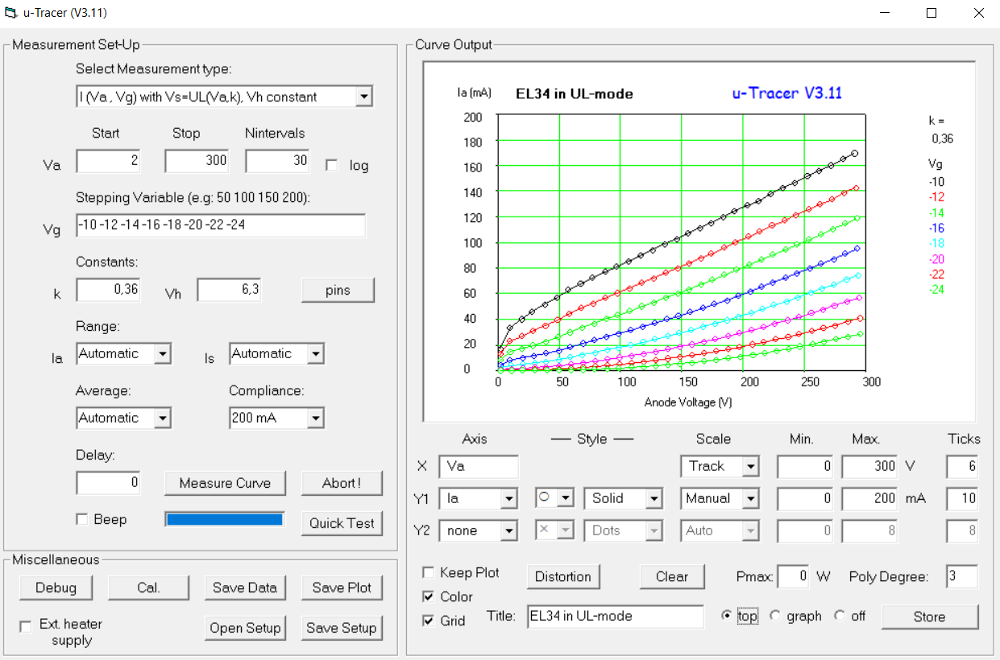 u-Tracer (V3.11)
Measurement Set-Up
Select Measurement type:
I (Va , Vg) with Vs=UL(Va,k), Vh constant
Start Stop Nintervals
Va 2 300 30 log
Stepping Variable (e.g: 50 100 150 200):
Vg -10 -12 -14 -16 -18 -20 -22 -24
Constants:
k 0,36 Vh 6,3 pins
Range:
Ia Automatic Is Automatic
Average: Compliance:
Automatic 200 mA
Delay:
0 Measure Curve Abort !
Beep Quick Test
Miscellaneous
Debug Cal. Save Data Save Plot
Ext. heater
supply
Open Setup Save Setup
Curve Output
Ia (mA) EL34 in UL-mode u-Tracer V3.11
200
180
160
140
120
100
80
60
40
20
0
0 50 100 150 200 250 300
Anode Voltage (V)
k =
0,36
Vg
-10
-12
-14
-16
-18
-20
-22
-24
Axis Style Scale Min. Max. Ticks
X Va Track 0 300 V 6
Y1 Ia O Solid Manual 0 200 mA 10
Y2 none × Dots Auto 0 8 8
Keep Plot Distortion Clear Pmax: 0 W Poly Degree: 3
Color
Grid Title: EL34 in UL-mode top graph off Store